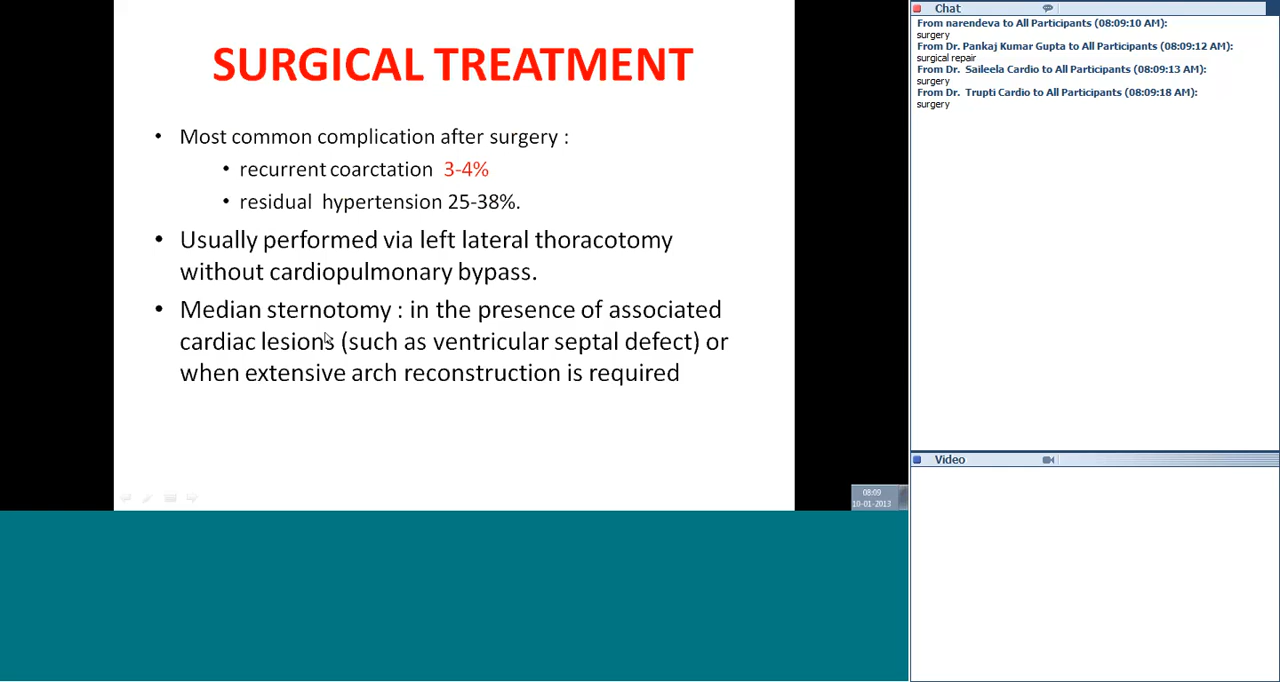 SURGICAL TREATMENT
• Most common complication after surgery :
• recurrent coarctation 3-4%
• residual hypertension 25-38%.
• Usually performed via left lateral thoracotomy
without cardiopulmonary bypass.
• Median sternotomy : in the presence of associated
cardiac lesions (such as ventricular septal defect) or
when extensive arch reconstruction is required
08:09
10-01-2013
Chat
From narendeva to All Participants (08:09:10 AM):
surgery
From Dr. Pankaj Kumar Gupta to All Participants (08:09:12 AM):
surgical repair
From Dr. Saileela Cardio to All Participants (08:09:13 AM):
surgery
From Dr. Trupti Cardio to All Participants (08:09:18 AM):
surgery
Video